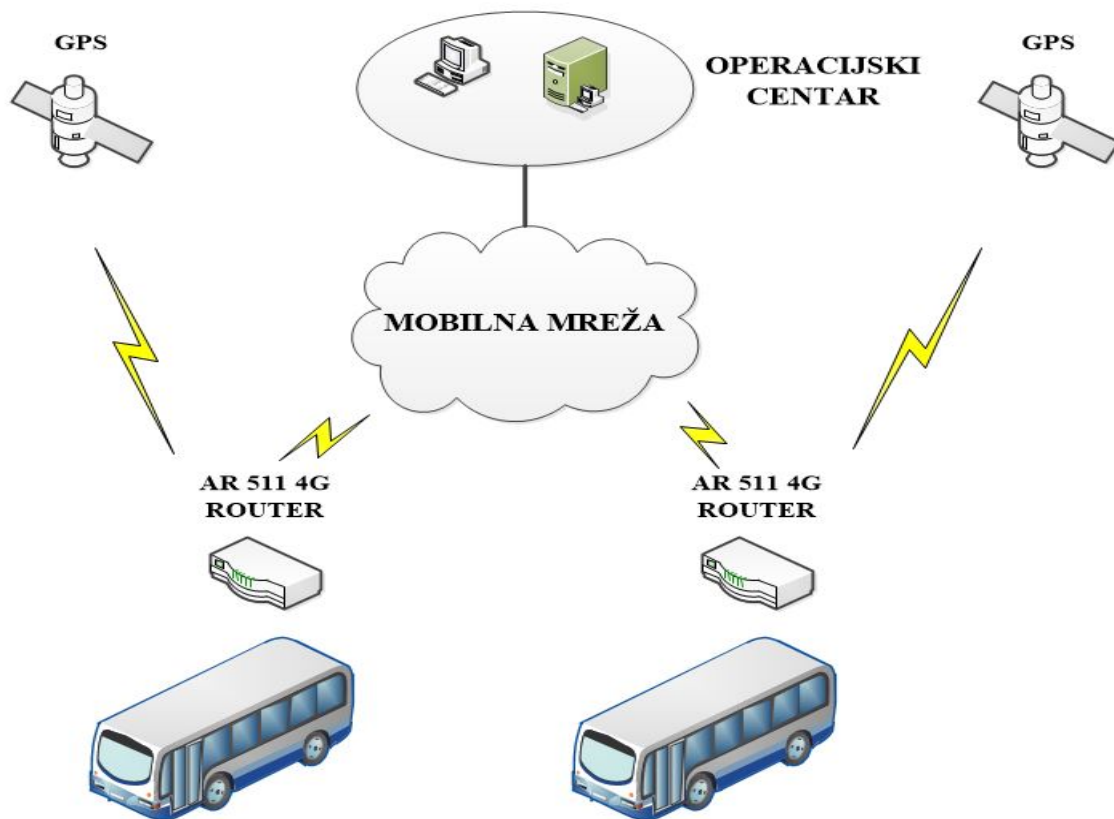 GPS
OPERACIJSKI
CENTAR
GPS
MOBILNA MREŽA
AR 511 4G
ROUTER
AR 511 4G
ROUTER